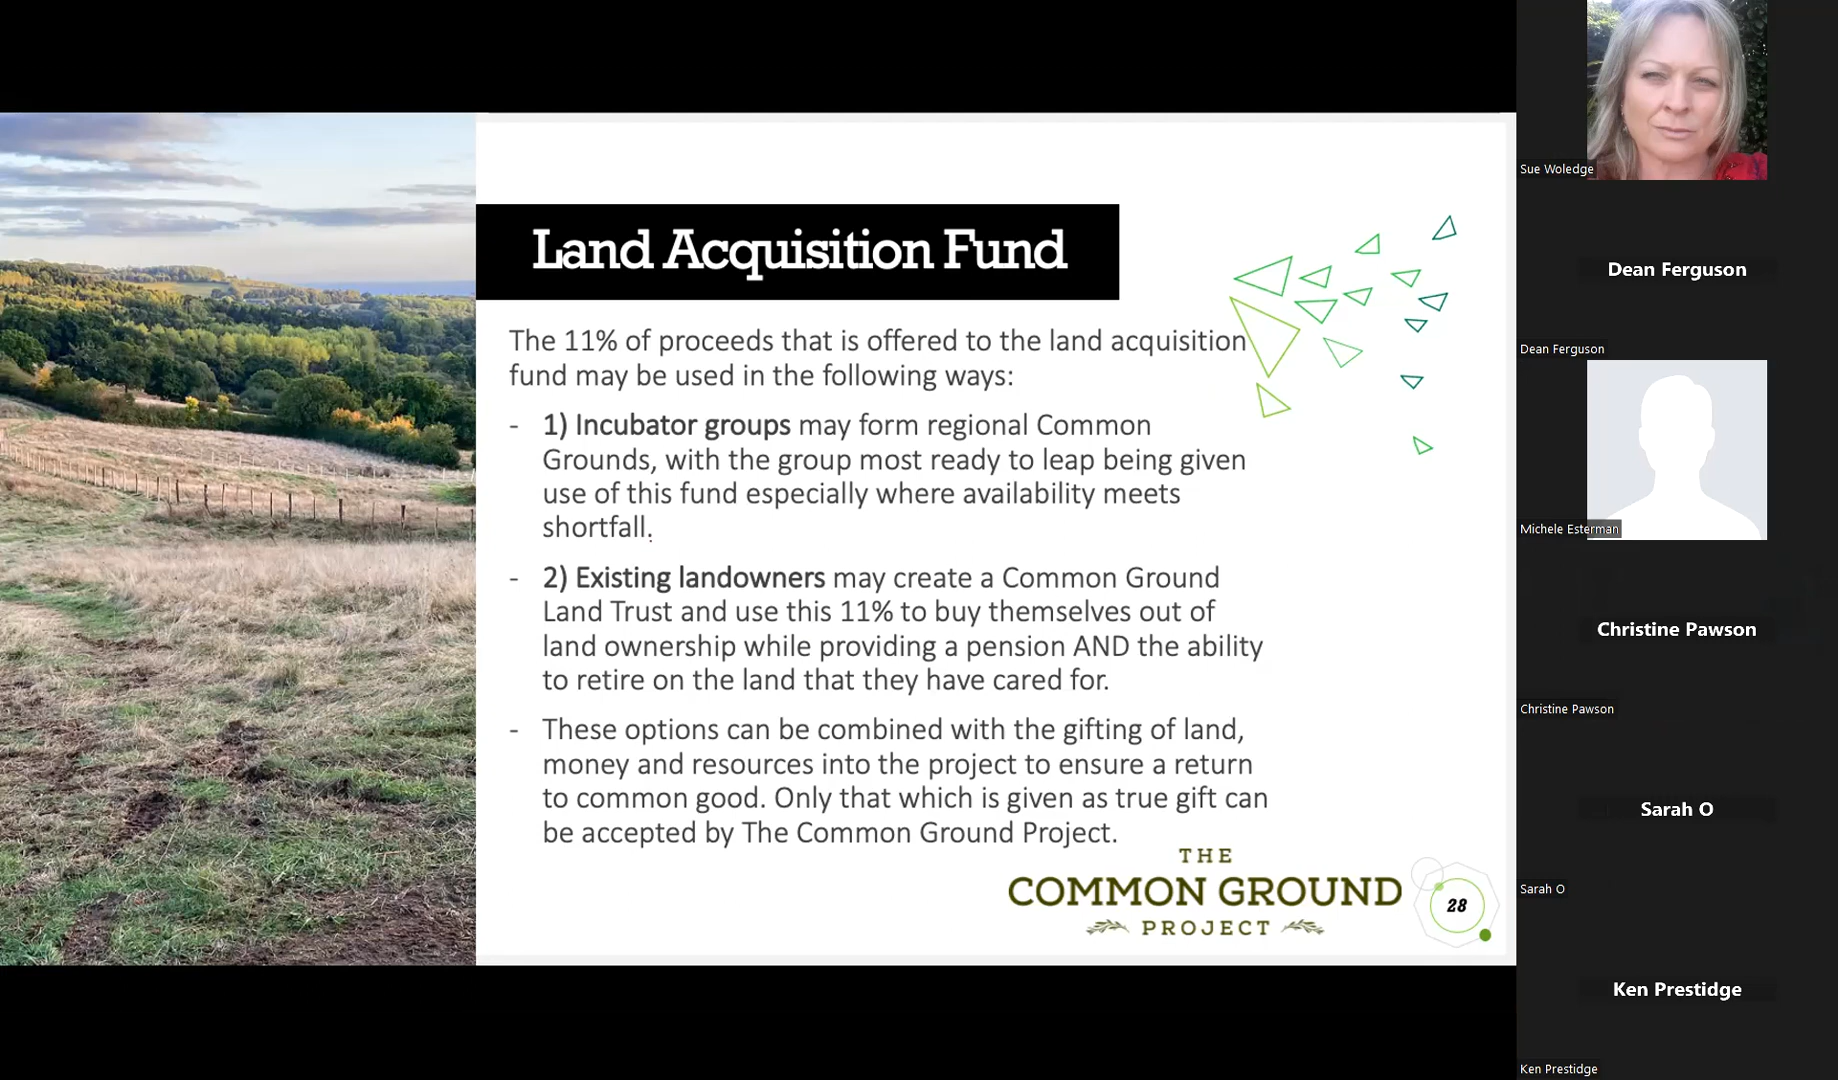 Land Acquisition Fund
The 11% of proceeds that is offered to the land acquisition
fund may be used in the following ways:
- 1) Incubator groups may form regional Common
Grounds, with the group most ready to leap being given
use of this fund especially where availability meets
shortfall.
- 2) Existing landowners may create a Common Ground
Land Trust and use this 11% to buy themselves out of
land ownership while providing a pension AND the ability
to retire on the land that they have cared for.
- These options can be combined with the gifting of land,
money and resources into the project to ensure a return
to common good. Only that which is given as true gift can
be accepted by The Common Ground Project.
THE
COMMON GROUND
PROJECT
28
Sue Woledge
Dean Ferguson
Dean Ferguson
Michele Esterman
Christine Pawson
Christine Pawson
Sarah O
Sarah O
Ken Prestidge
Ken Prestidge